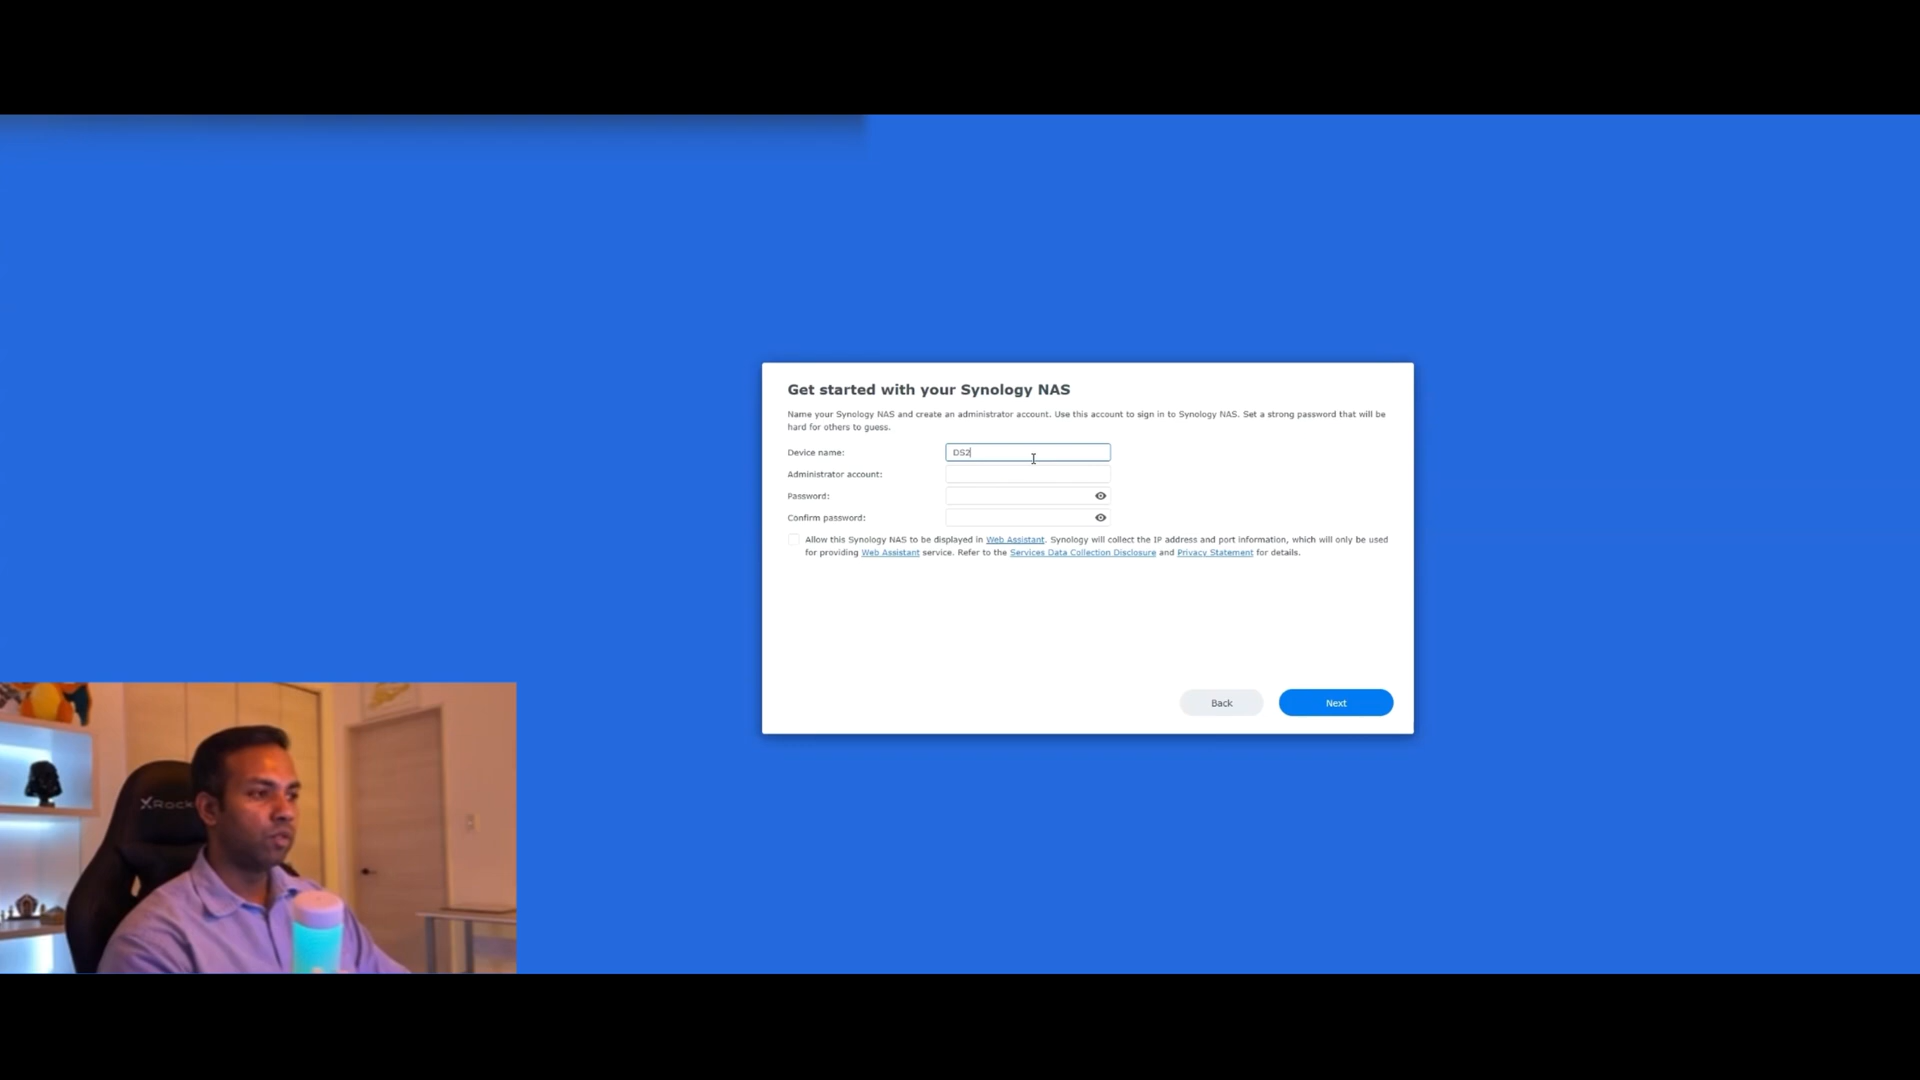 Get started with your Synology NAS
Name your Synology NAS and create an administrator account. Use this account to sign in to Synology NAS. Set a strong password that will be
hard for others to guess.
Device name: DS2
Administrator account:
Password:
Confirm password:
Allow this Synology NAS to be displayed in Web Assistant. Synology will collect the IP address and port information, which will only be used
for providing Web Assistant service. Refer to the Services Data Collection Disclosure and Privacy Statement for details.
Back Next
XRock